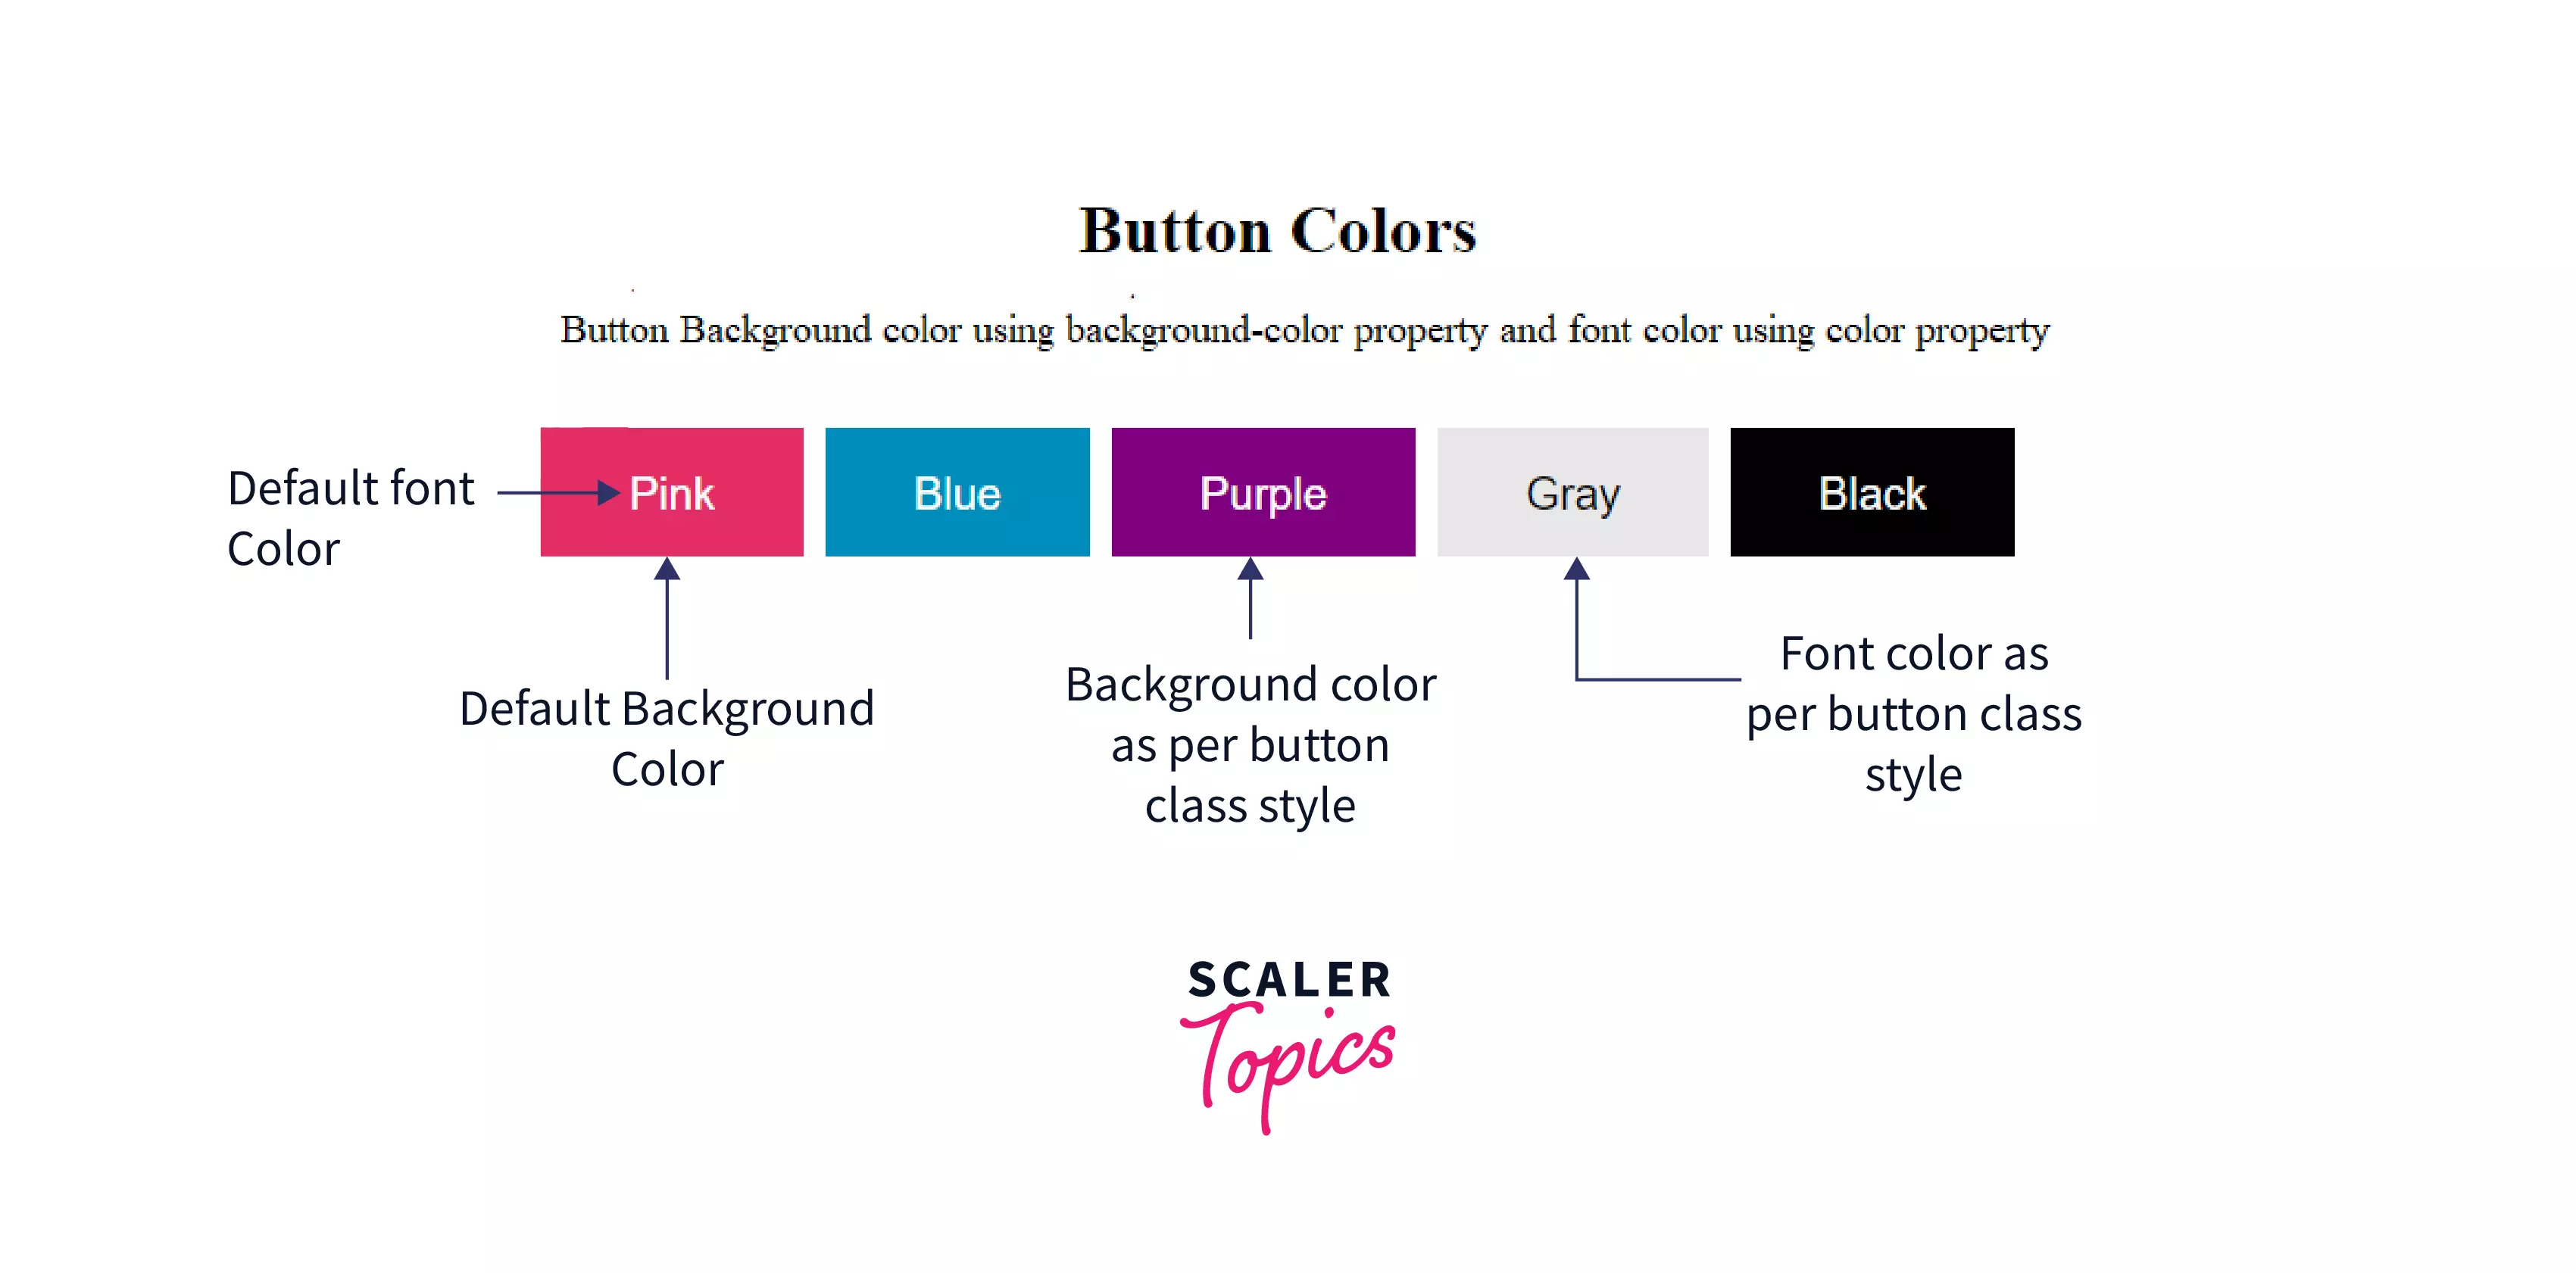 Button Colors
Button Background color using background-color property and font color using color property
Default font
Color
Pink
Blue
Purple
Gray
Black
Default Background
Color
Background color
as per button
class style
Font color as
per button class
style
SCALER
Topics